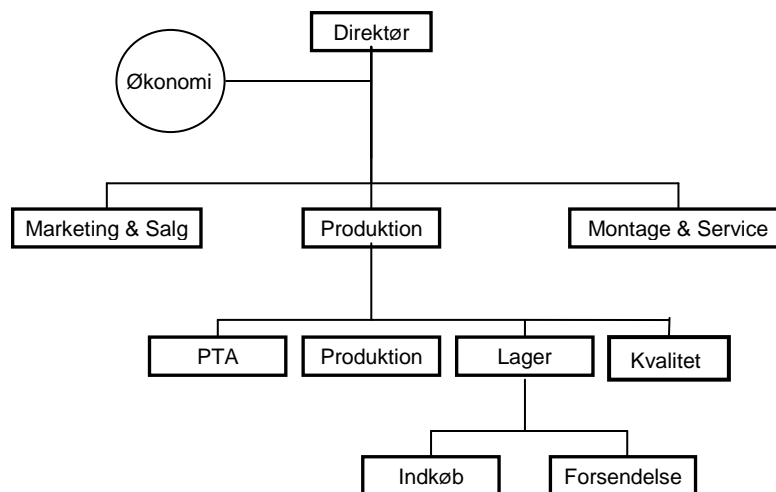 Direktør
Økonomi
Marketing & Salg
Produktion
Montage & Service
PTA
Produktion
Lager
Kvalitet
Indkøb
Forsendelse